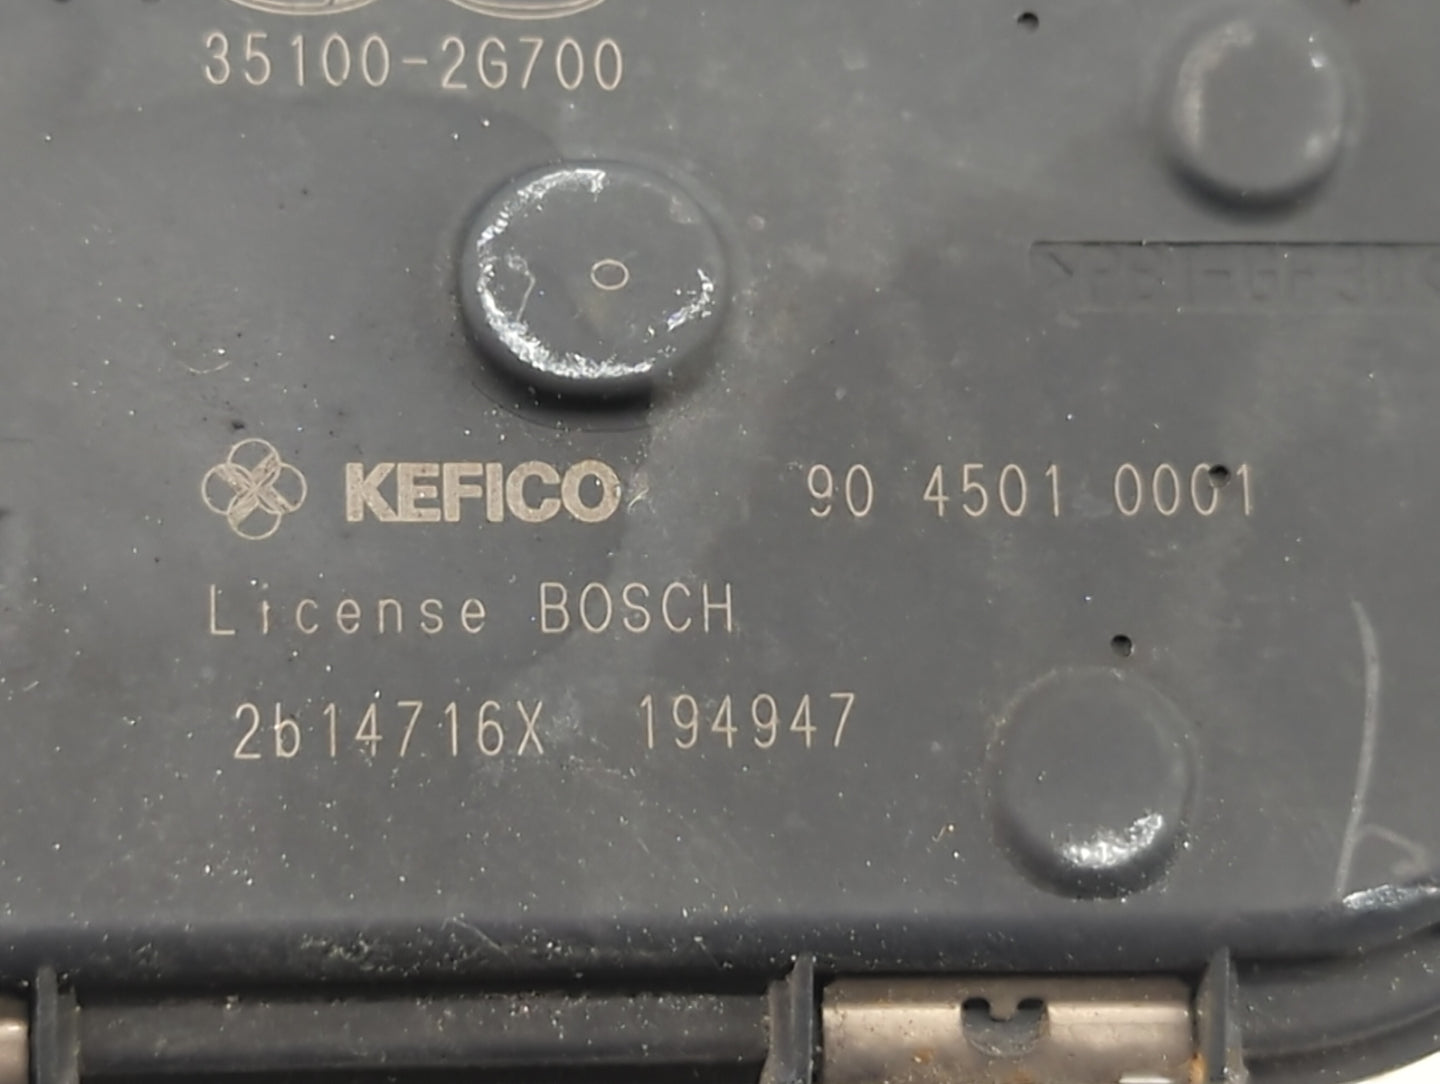 35100-2G700
KEFICO 90 4501 0001
License BOSCH
2b14716X 194947